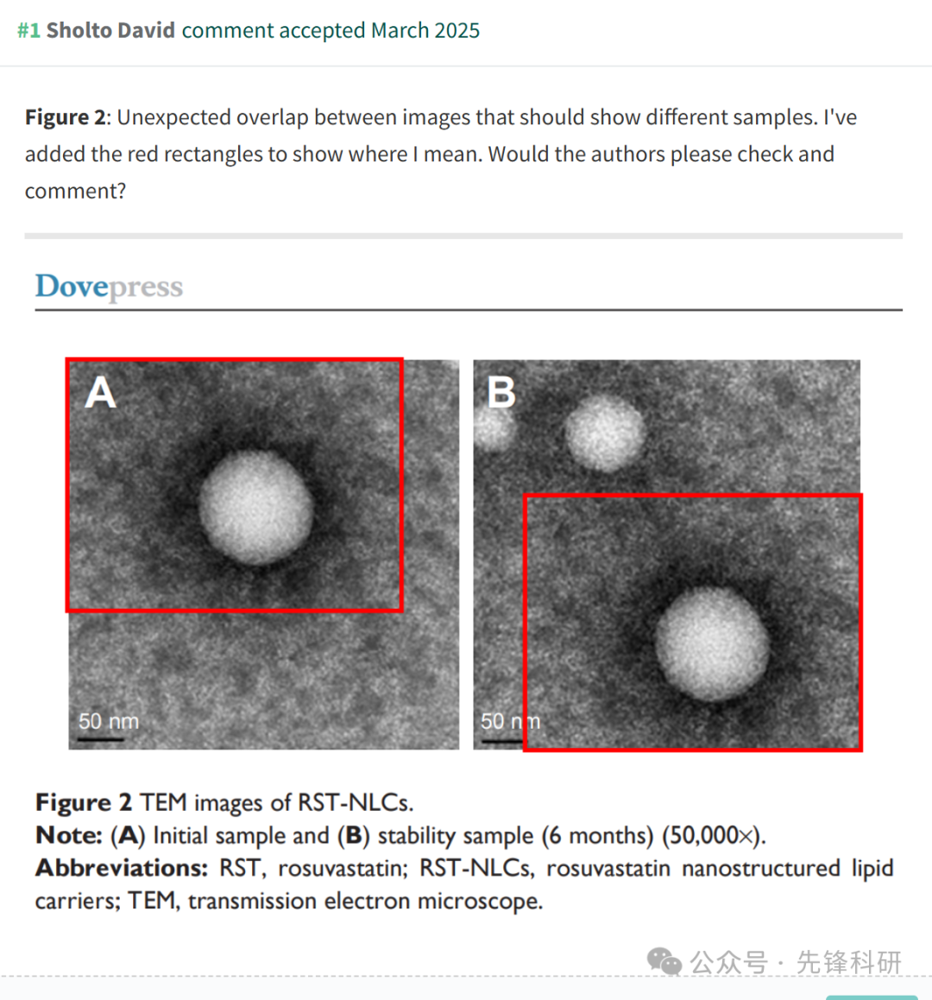 #1 Sholto David comment accepted March 2025
Figure 2: Unexpected overlap between images that should show different samples. I've
added the red rectangles to show where I mean. Would the authors please check and
comment?
Dovepress
A
B
50 nm
50 nm
Figure 2 TEM images of RST-NLCs.
Note: (A) Initial sample and (B) stability sample (6 months) (50,000×).
Abbreviations: RST, rosuvastatin; RST-NLCs, rosuvastatin nanostructured lipid
carriers; TEM, transmission electron microscope.
公众号 · 先锋科研